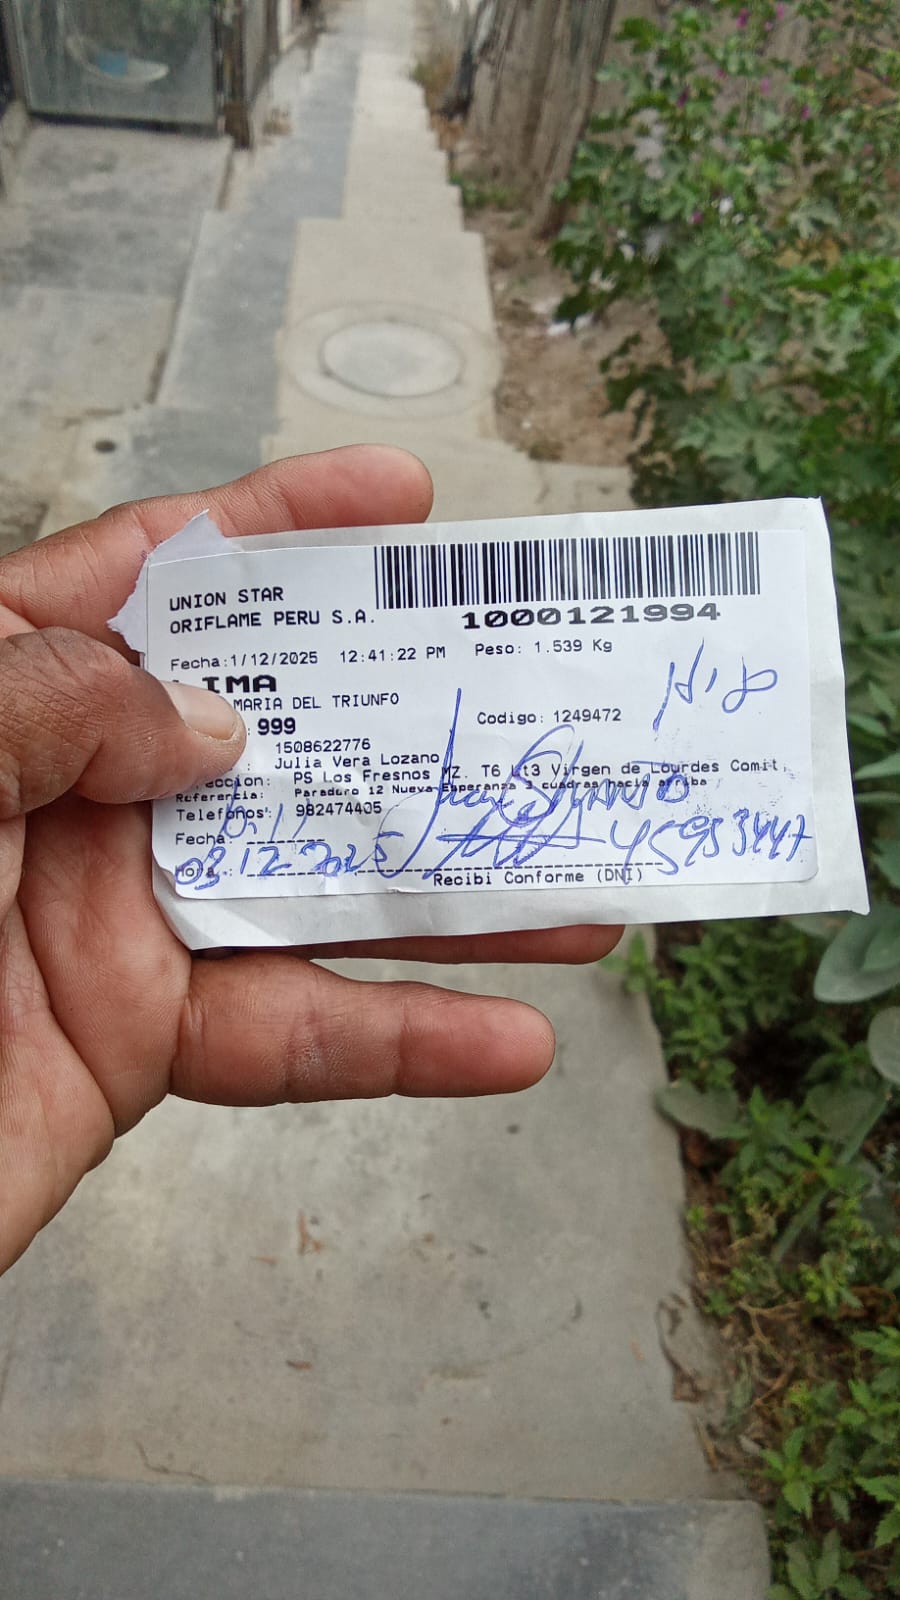 UNION STAR
ORIFLAME PERU S.A.
1000121994
Fecha:1/12/2025 12:41:22 PM Peso: 1.539 Kg
LIMA
MARIA DEL TRIUNFO
: 999 Codigo: 1249472
1508622776
Julia Vera Lozano
PS Los Fresnos MZ. T6 Lt3 Virgen de Lourdes Comit.
Referencia: Paradero 12 Nueva Esperanza 3 cuadras hacia arriba
Telefonos: 982474405
Hijo
Fecha:
Hora.: 03 12 2025
45953447
Recibi Conforme (DNI)